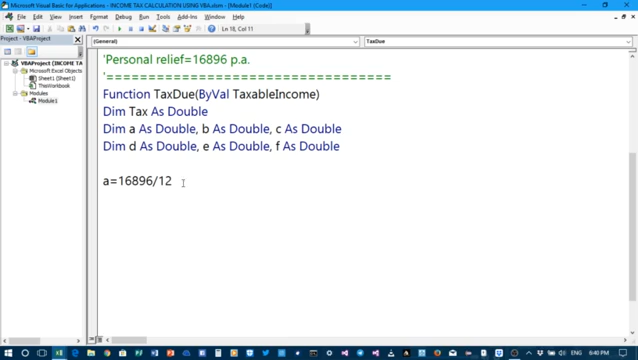 Microsoft Visual Basic for Applications - INCOME TAX CALCULATION USING VBA.xlsm - [Module1 (Code)]
File Edit View Insert Format Debug Run Tools Add-Ins Window Help
Ln 18, Col 11
Project - VBAProject
(General)
TaxDue
VBAProject (INCOME TA
Microsoft Excel Objects
Sheet1 (Sheet1)
ThisWorkbook
Modules
Module1
'Personal relief=16896 p.a.
'==================================
Function TaxDue(ByVal TaxableIncome)
Dim Tax As Double
Dim a As Double, b As Double, c As Double
Dim d As Double, e As Double, f As Double
a=16896/12
6:40 PM